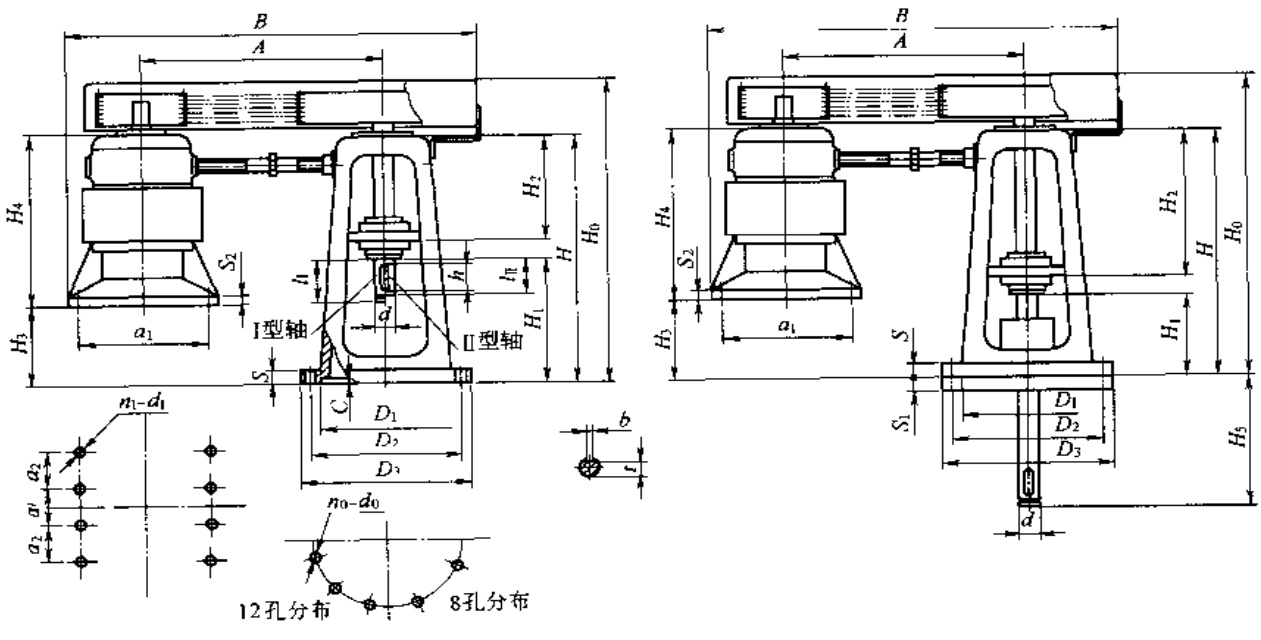 B
A
H₄
H₃
S₂
a₁
H₂
H
H₀
l_Ⅰ
h
l_Ⅱ
H₁
d
Ⅰ型轴
Ⅱ型轴
S
C
D₁
D₂
D₃
n₁-d₁
a₂
a'
a₂
n₀-d₀
12孔分布
8孔分布
b
t
B
A
H₄
H₃
S₂
a₁
H₂
H
H₀
H₁
S
S₁
D₁
D₂
D₃
H₅
d